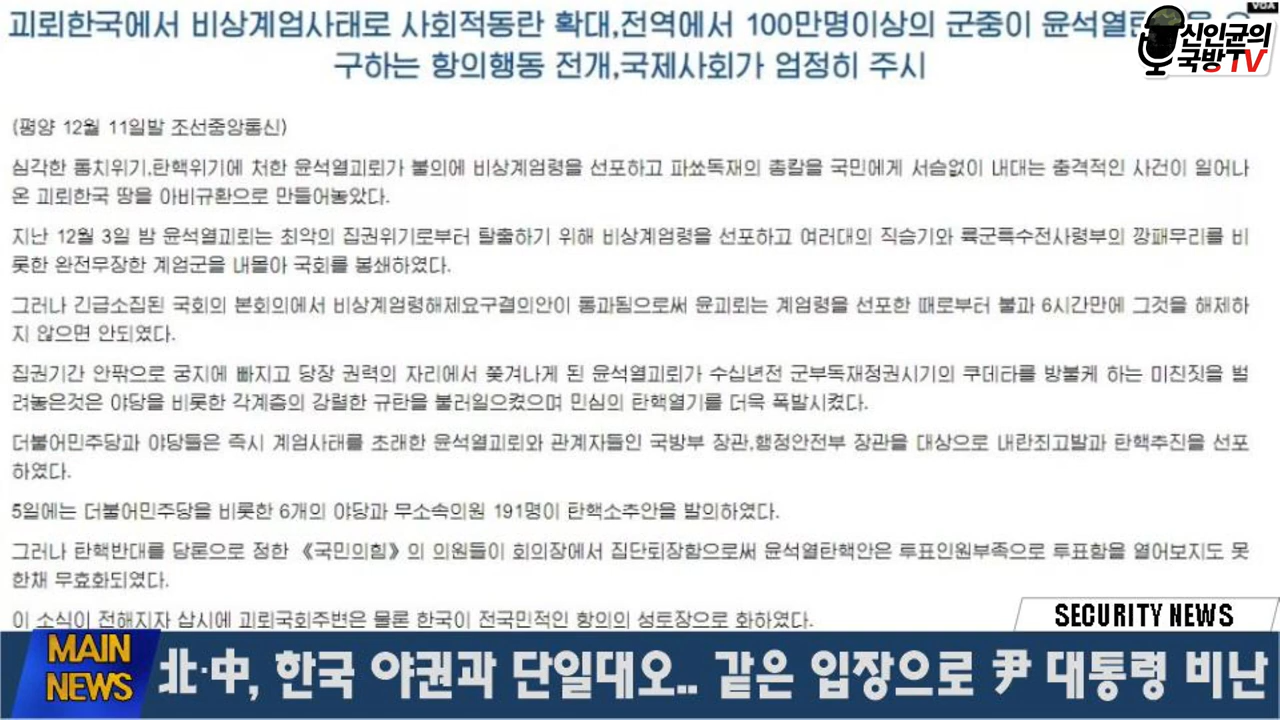 VOA
괴뢰한국에서 비상계엄사태로 사회적동란 확대,전역에서 100만명이상의 군중이 윤석열
신인균의
국방부TV
구하는 항의행동 전개,국제사회가 엄정히 주시
(평양 12월 11일발 조선중앙통신)
심각한 통치위기,탄핵위기에 처한 윤석열괴뢰가 불의에 비상계엄령을 선포하고 파쑈독재의 총칼을 국민에게 서슴없이 내대는 충격적인 사건이 일어나
온 괴뢰한국 땅을 아비규환으로 만들어놓았다.
지난 12월 3일 밤 윤석열괴뢰는 최악의 집권위기로부터 탈출하기 위해 비상계엄령을 선포하고 여러대의 직승기와 륙군특수전사령부의 깡패무리를 비
롯한 완전무장한 계엄군을 내몰아 국회를 봉쇄하였다.
그러나 긴급소집된 국회의 본회의에서 비상계엄령해제요구결의안이 통과됨으로써 윤괴뢰는 계엄령을 선포한 때로부터 불과 6시간만에 그것을 해제하
지 않으면 안되였다.
집권기간 안팎으로 궁지에 빠지고 당장 권력의 자리에서 쫓겨나게 된 윤석열괴뢰가 수십년전 군부독재정권시기의 쿠데타를 방불케 하는 미친짓을 벌
려놓은것은 야당을 비롯한 각계층의 강렬한 규탄을 불러일으켰으며 민심의 탄핵열기를 더욱 폭발시켰다.
더불어민주당과 야당들은 즉시 계엄사태를 초래한 윤석열괴뢰와 관계자들인 국방부 장관,행정안전부 장관을 대상으로 내란죄고발과 탄핵추진을 선포
하였다.
5일에는 더불어민주당을 비롯한 6개의 야당과 무소속의원 191명이 탄핵소추안을 발의하였다.
그러나 탄핵반대를 당론으로 정한 《국민의힘》의 의원들이 회의장에서 집단퇴장함으로써 윤석열탄핵안은 투표인원부족으로 투표함을 열어보지도 못
한채 무효화되였다.
이 소식이 전해지자 삽시에 괴뢰국회주변은 물론 한국이 전국민적인 항의의 성토장으로 화하였다.
SECURITY NEWS
MAIN
NEWS
北·中, 한국 야권과 단일대오.. 같은 입장으로 尹 대통령 비난